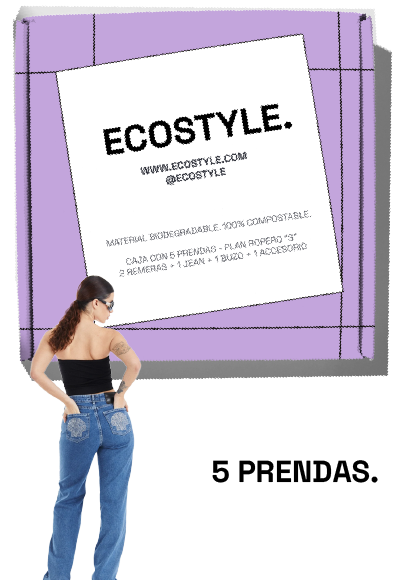 ECOSTYLE.
WWW.ECOSTYLE.COM
@ECOSTYLE
MATERIAL BIODEGRADABLE. 100% COMPOSTABLE.
CAJA CON 5 PRENDAS - PLAN ROPERO "S"
2 REMERAS + 1 JEAN + 1 BUZO + 1 ACCESORIO
5 PRENDAS.